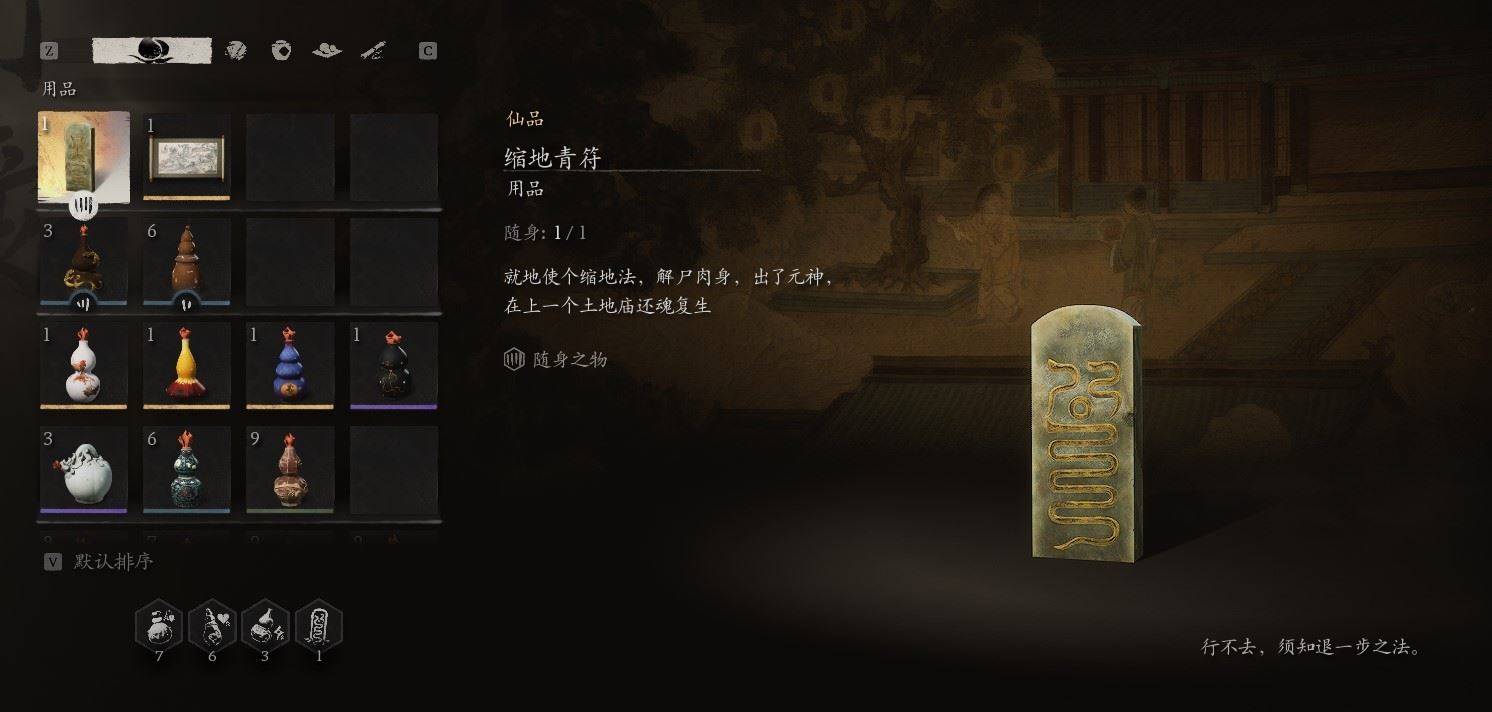 Z
C
用品
仙品
缩地青符
用品
随身: 1 / 1
就地使个缩地法，解尸肉身，出了元神，
在上一个土地庙还魂复生
随身之物
1
1
3
6
1
1
1
1
3
6
9
V 默认排序
7
6
3
1
行不去，须知退一步之法。